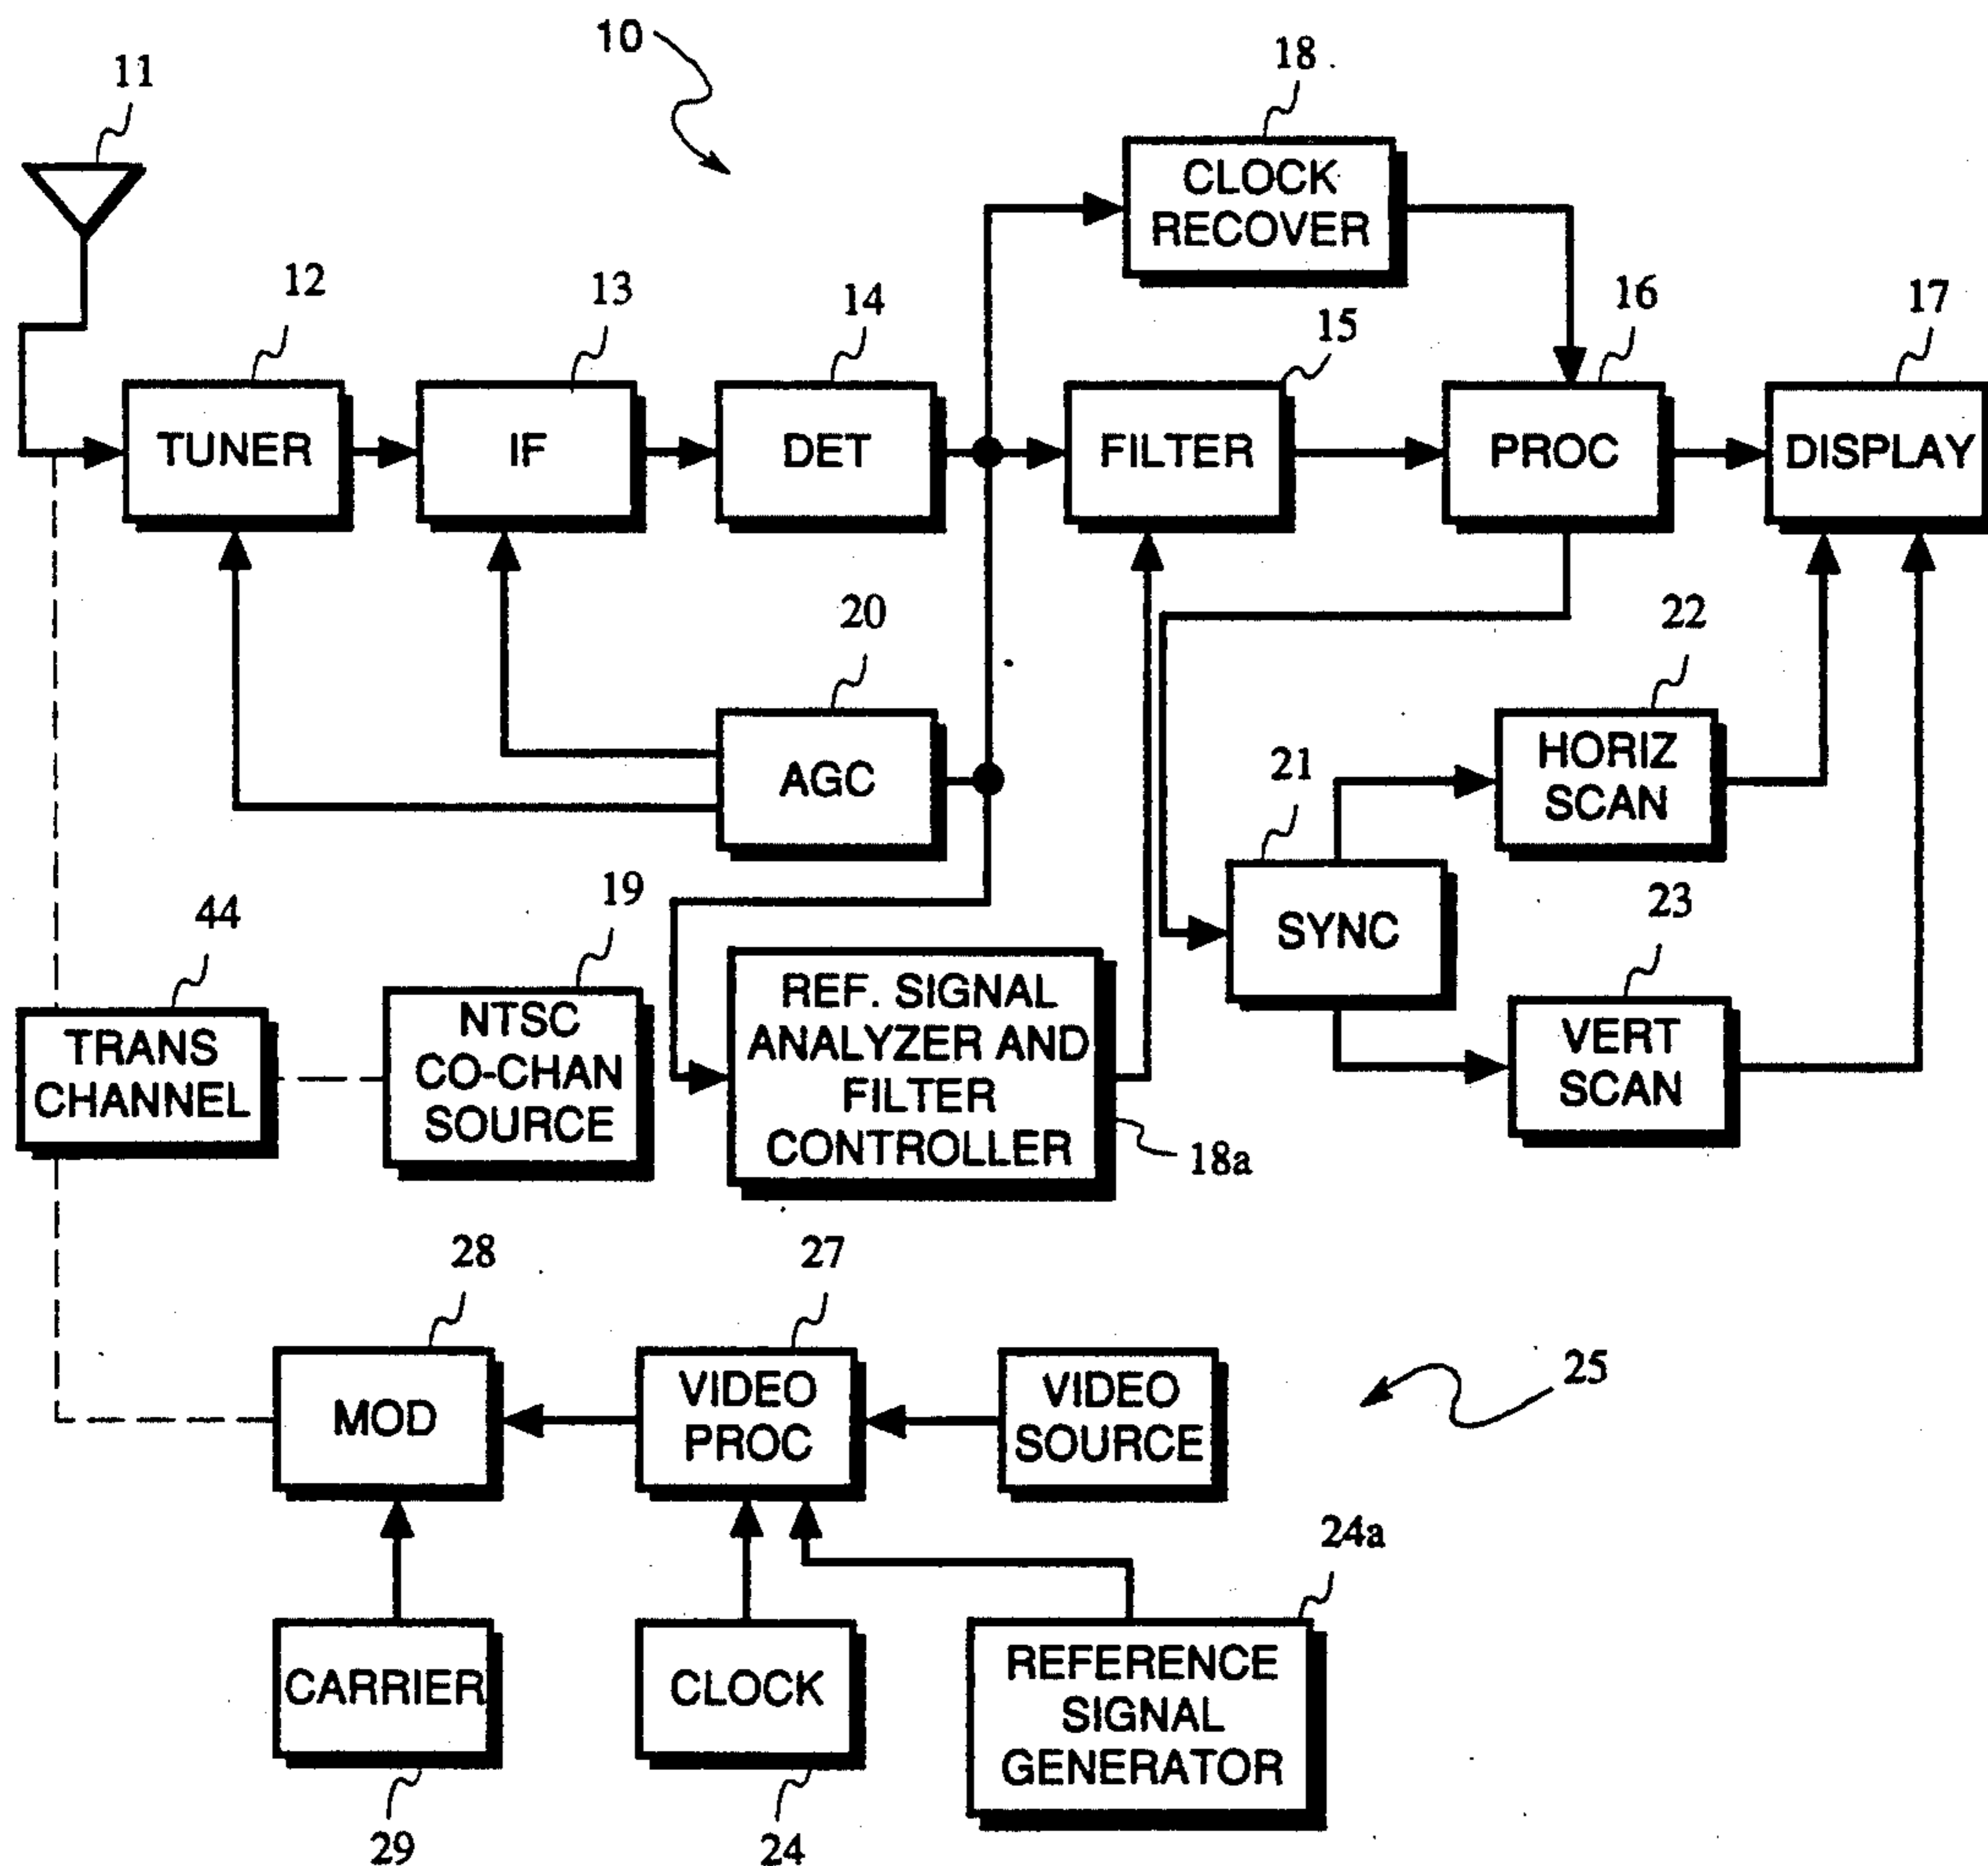 10
11
18
CLOCK
RECOVER
12
13
14
15
16
17
TUNER
IF
DET
FILTER
PROC
DISPLAY
20
AGC
22
HORIZ
SCAN
21
SYNC
23
VERT
SCAN
44
TRANS
CHANNEL
19
NTSC
CO-CHAN
SOURCE
REF. SIGNAL
ANALYZER AND
FILTER
CONTROLLER
18a
28
MOD
27
VIDEO
PROC
VIDEO
SOURCE
25
CARRIER
29
CLOCK
24
24a
REFERENCE
SIGNAL
GENERATOR